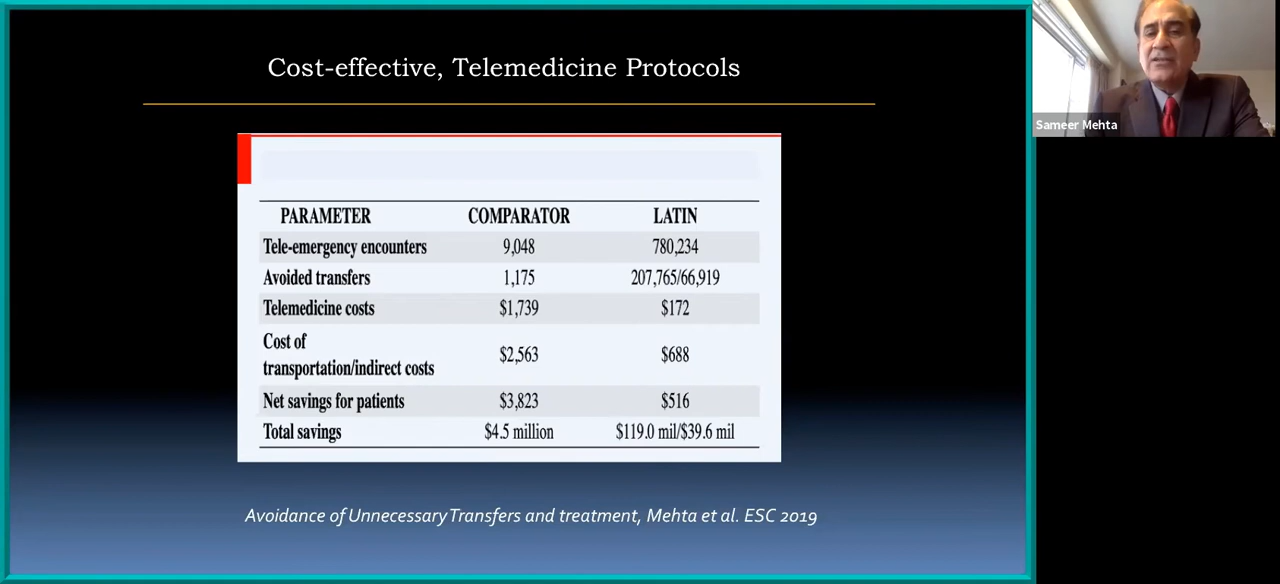 Cost-effective, Telemedicine Protocols
Sameer Mehta
PARAMETER COMPARATOR LATIN
Tele-emergency encounters 9,048 780,234
Avoided transfers 1,175 207,765/66,919
Telemedicine costs $1,739 $172
Cost of
transportation/indirect costs $2,563 $688
Net savings for patients $3,823 $516
Total savings $4.5 million $119.0 mil/$39.6 mil
Avoidance of Unnecessary Transfers and treatment, Mehta et al. ESC 2019